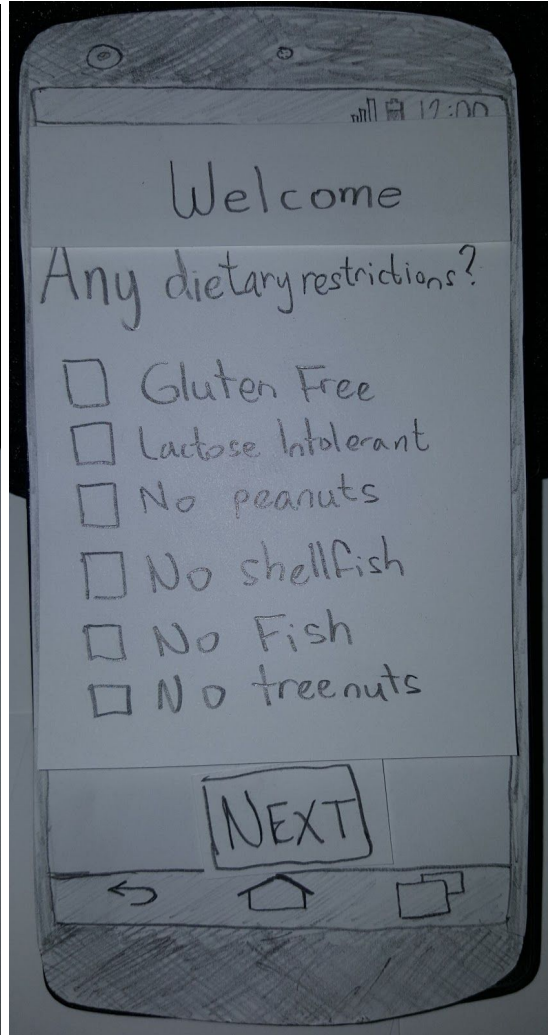 12:00
Welcome
Any dietary restrictions?
Gluten Free
Lactose Intolerant
No peanuts
No shellfish
No Fish
No treenuts
NEXT